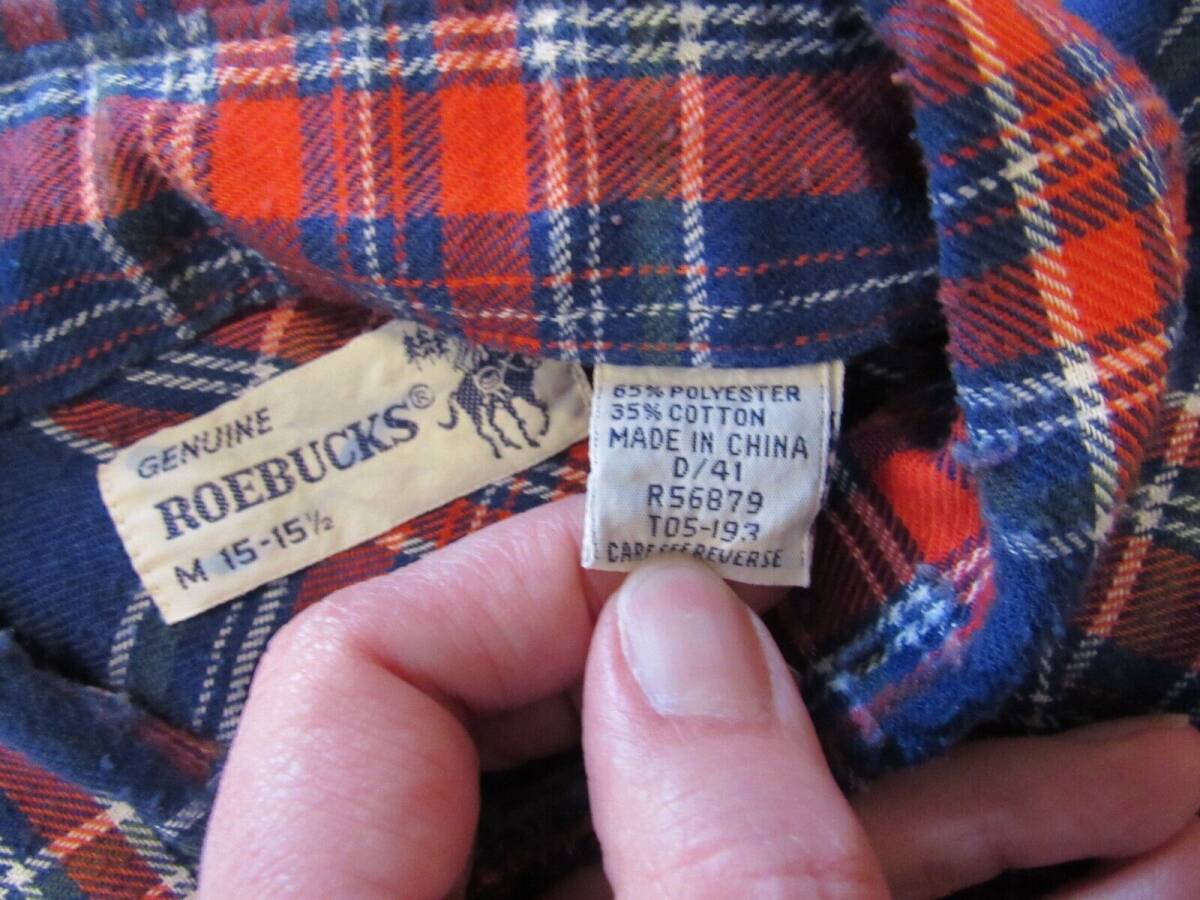 GENUINE
ROEBUCKS®
M 15-15½
65% POLYESTER
35% COTTON
MADE IN CHINA
D/41
R56879
T05-193
CARE SEE REVERSE